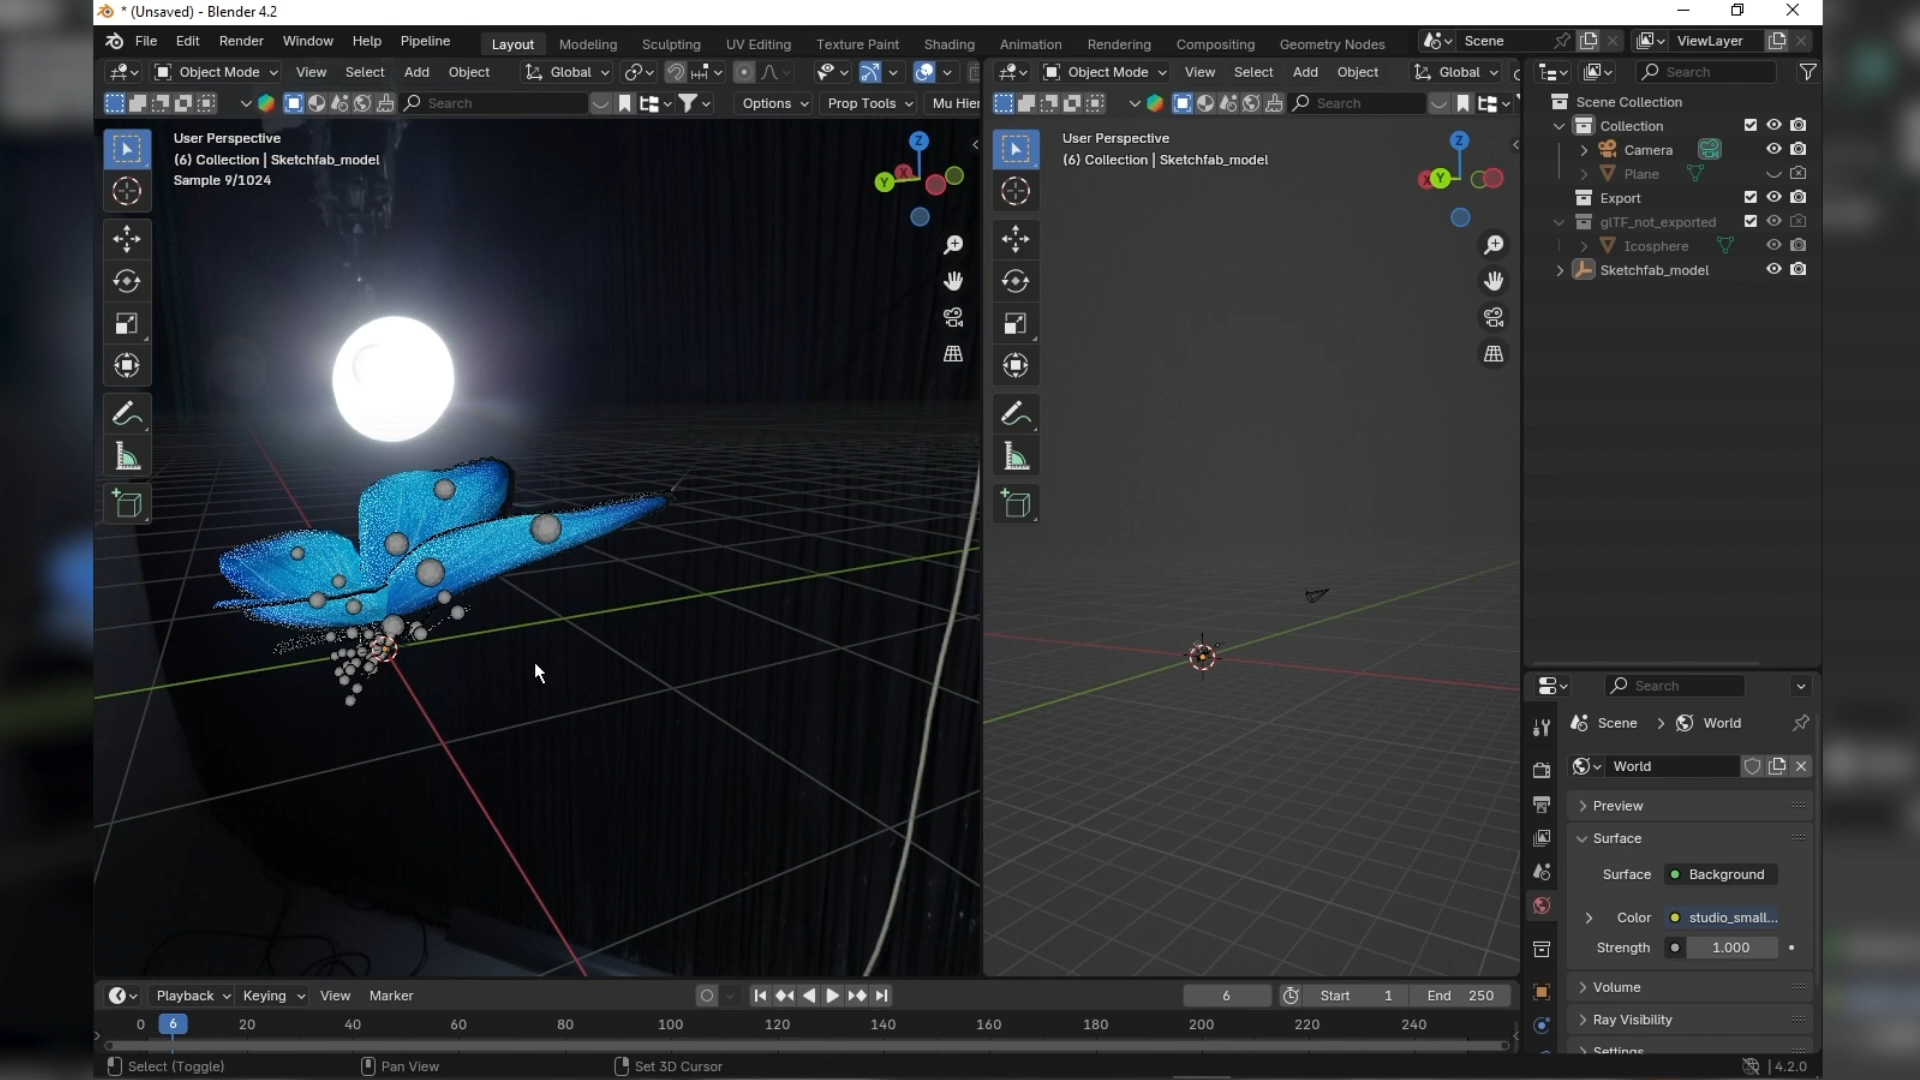 * (Unsaved) - Blender 4.2
File Edit Render Window Help Pipeline Layout Modeling Sculpting UV Editing Texture Paint Shading Animation Rendering Compositing Geometry Nodes Scene ViewLayer
Object Mode View Select Add Object Global Object Mode View Select Add Object Global Search
Search Options Prop Tools Mu Hier Search
User Perspective
(6) Collection | Sketchfab_model
Sample 9/1024
Z
X
Y
User Perspective
(6) Collection | Sketchfab_model
Z
X
Y
Scene Collection
Collection
Camera
Plane
Export
glTF_not_exported
Icosphere
Sketchfab_model
Search
Scene World
World
Preview
Surface
Surface Background
Color studio_small...
Strength 1.000
Volume
Ray Visibility
Settings
Playback Keying View Marker 6 Start 1 End 250
0 6 20 40 60 80 100 120 140 160 180 200 220 240
Select (Toggle) Pan View Set 3D Cursor 4.2.0